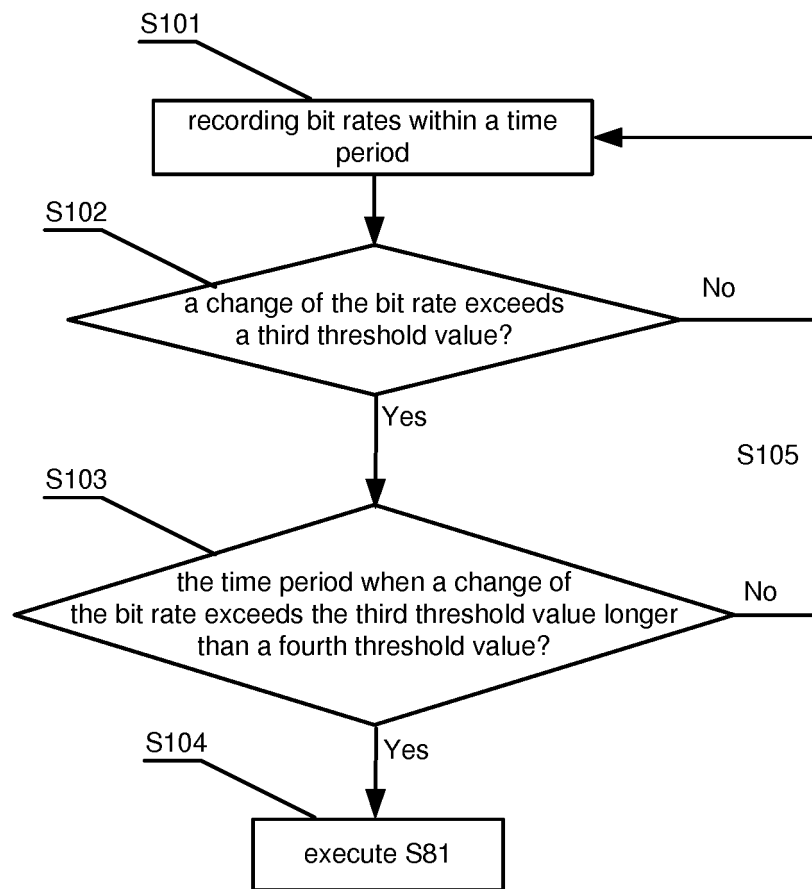 S101
recording bit rates within a time
period
S102
a change of the bit rate exceeds
a third threshold value?
No
Yes
S105
S103
the time period when a change of
the bit rate exceeds the third threshold value longer
than a fourth threshold value?
No
S104
Yes
execute S81